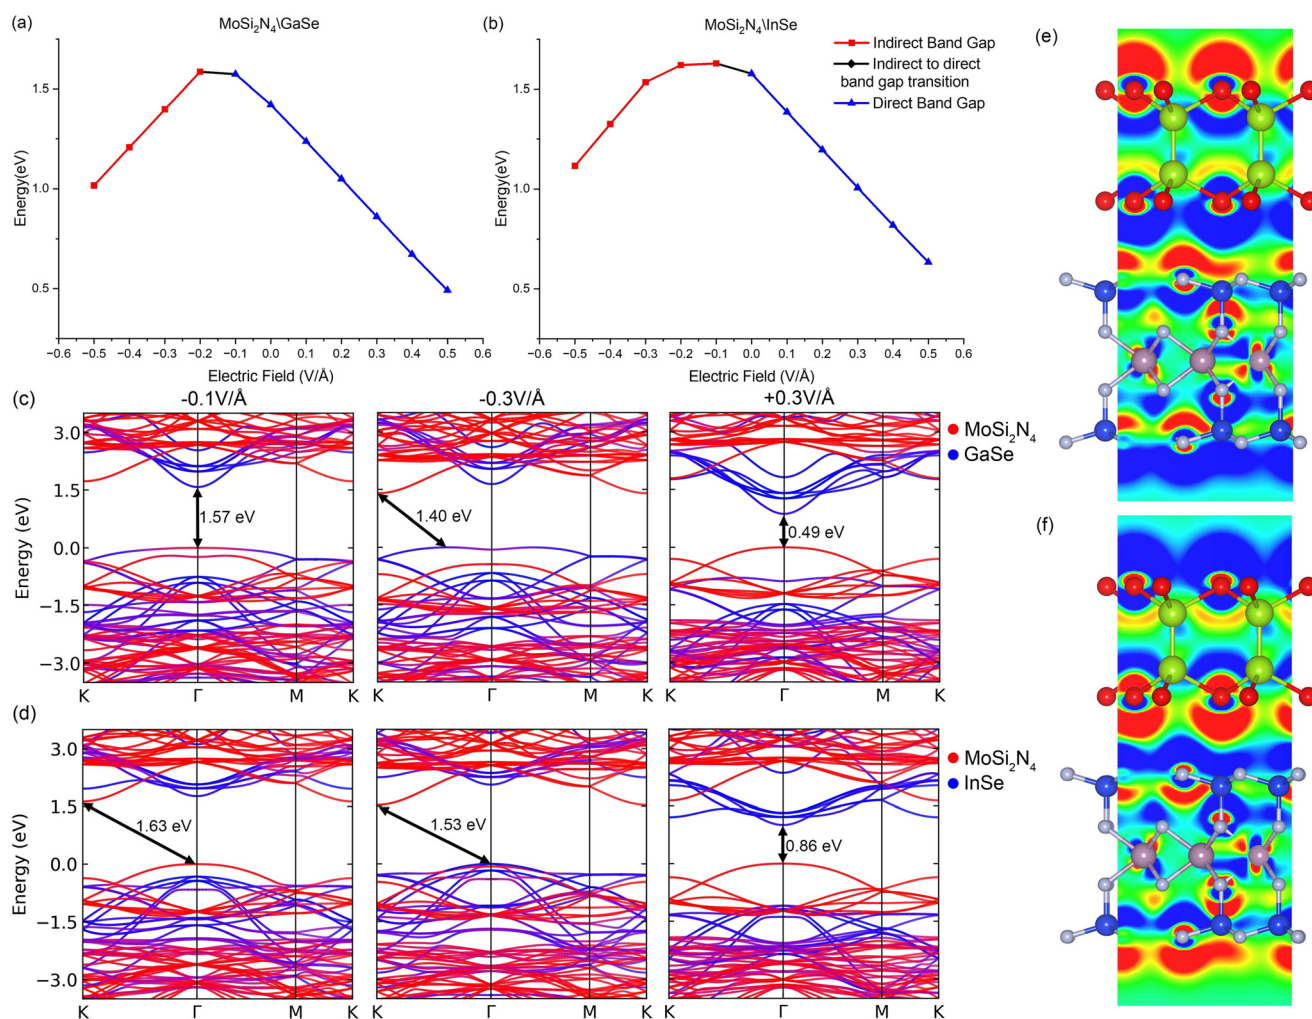 (a)
MoSi₂N₄\GaSe
Energy(eV)
1.5
1.0
0.5
−0.6 −0.5 −0.4 −0.3 −0.2 −0.1 0.0 0.1 0.2 0.3 0.4 0.5 0.6
Electric Field (V/Å)
(b)
MoSi₂N₄\InSe
Indirect Band Gap
Indirect to direct
band gap transition
Direct Band Gap
Energy(eV)
1.5
1.0
0.5
−0.6 −0.5 −0.4 −0.3 −0.2 −0.1 0.0 0.1 0.2 0.3 0.4 0.5 0.6
Electric Field (V/Å)
(e)
(c)
-0.1V/Å
-0.3V/Å
+0.3V/Å
Energy (eV)
3.0
1.5
0.0
−1.5
−3.0
1.57 eV
1.40 eV
0.49 eV
MoSi₂N₄
GaSe
K Γ M K
K Γ M K
K Γ M K
(f)
(d)
Energy (eV)
3.0
1.5
0.0
−1.5
−3.0
1.63 eV
1.53 eV
0.86 eV
MoSi₂N₄
InSe
K Γ M K
K Γ M K
K Γ M K